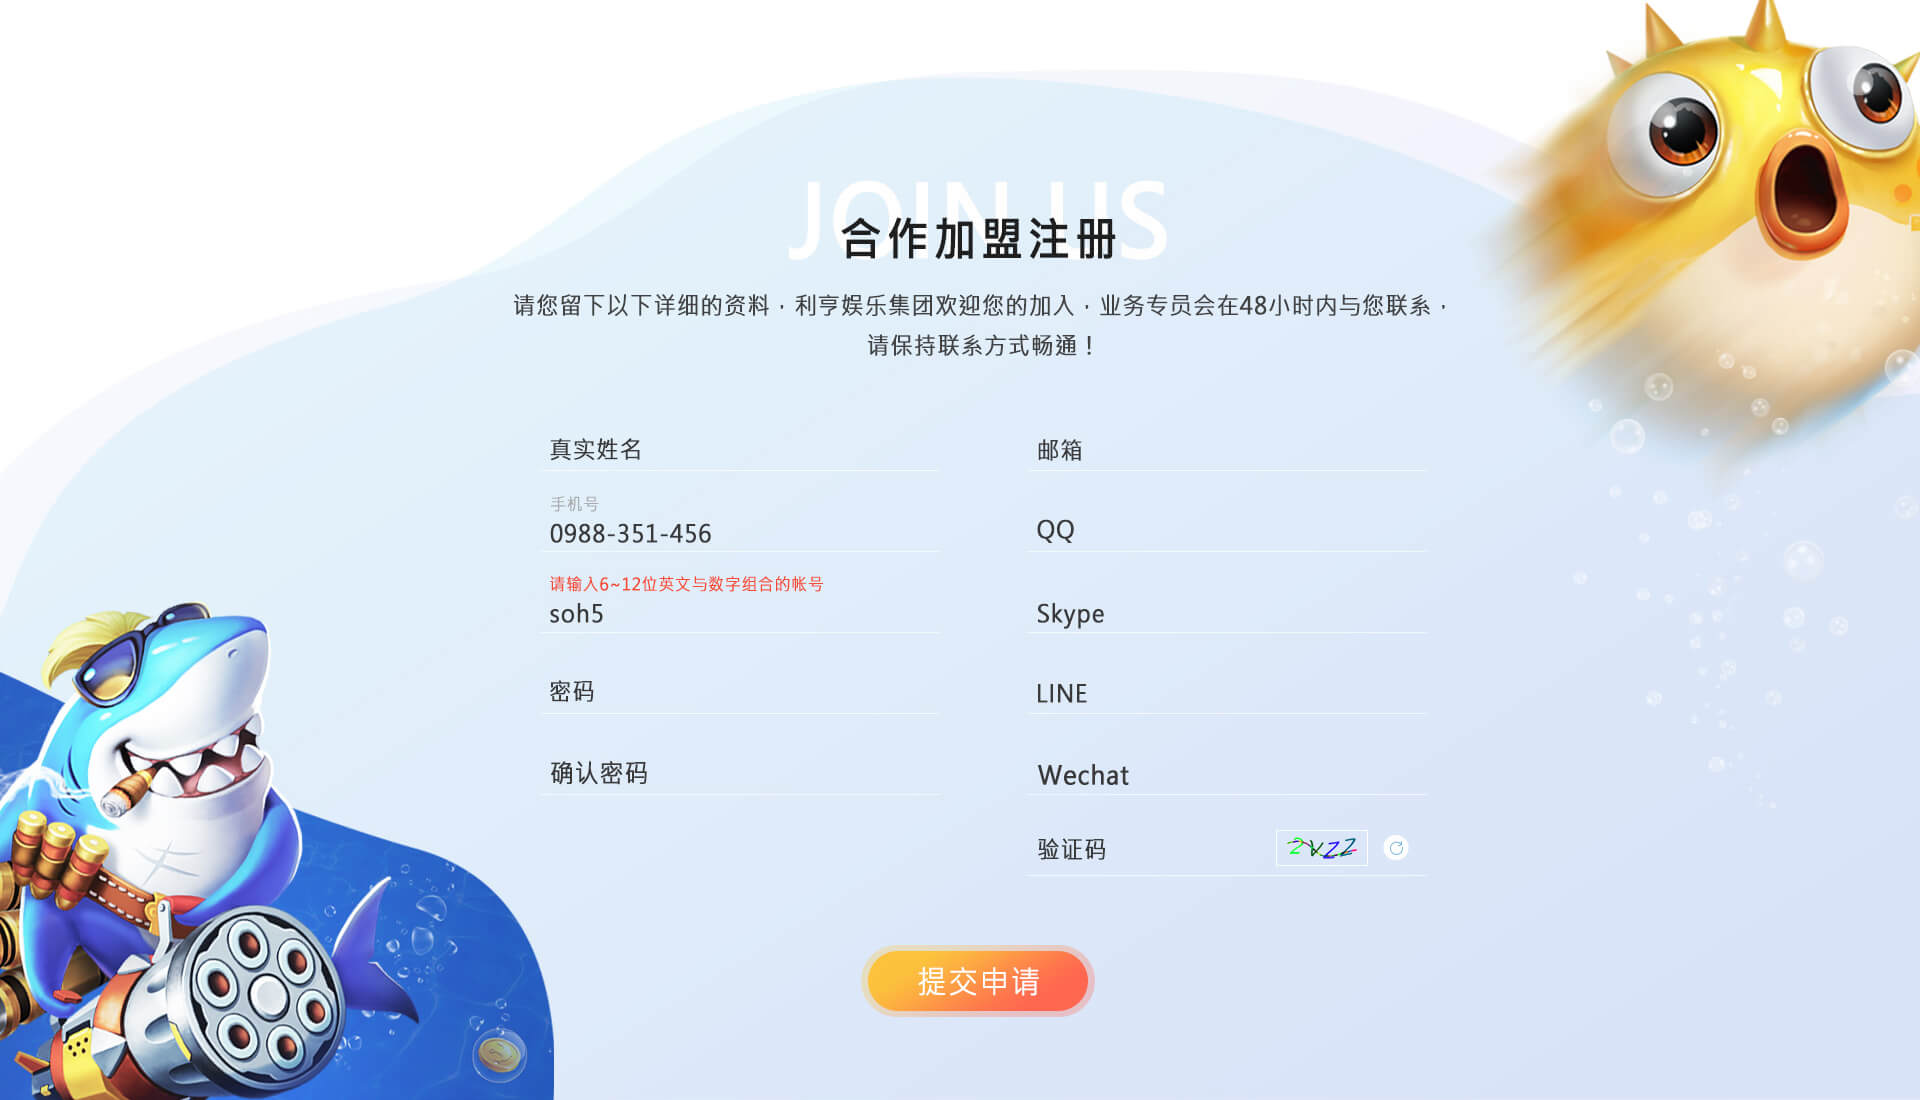 JOIN US
合作加盟注册
请您留下以下详细的资料，利亨娱乐集团欢迎您的加入，业务专员会在48小时内与您联系，
请保持联系方式畅通！
真实姓名
邮箱
手机号
0988-351-456
QQ
请输入6~12位英文与数字组合的帐号
soh5
Skype
密码
LINE
确认密码
Wechat
验证码
2VZZ
提交申请